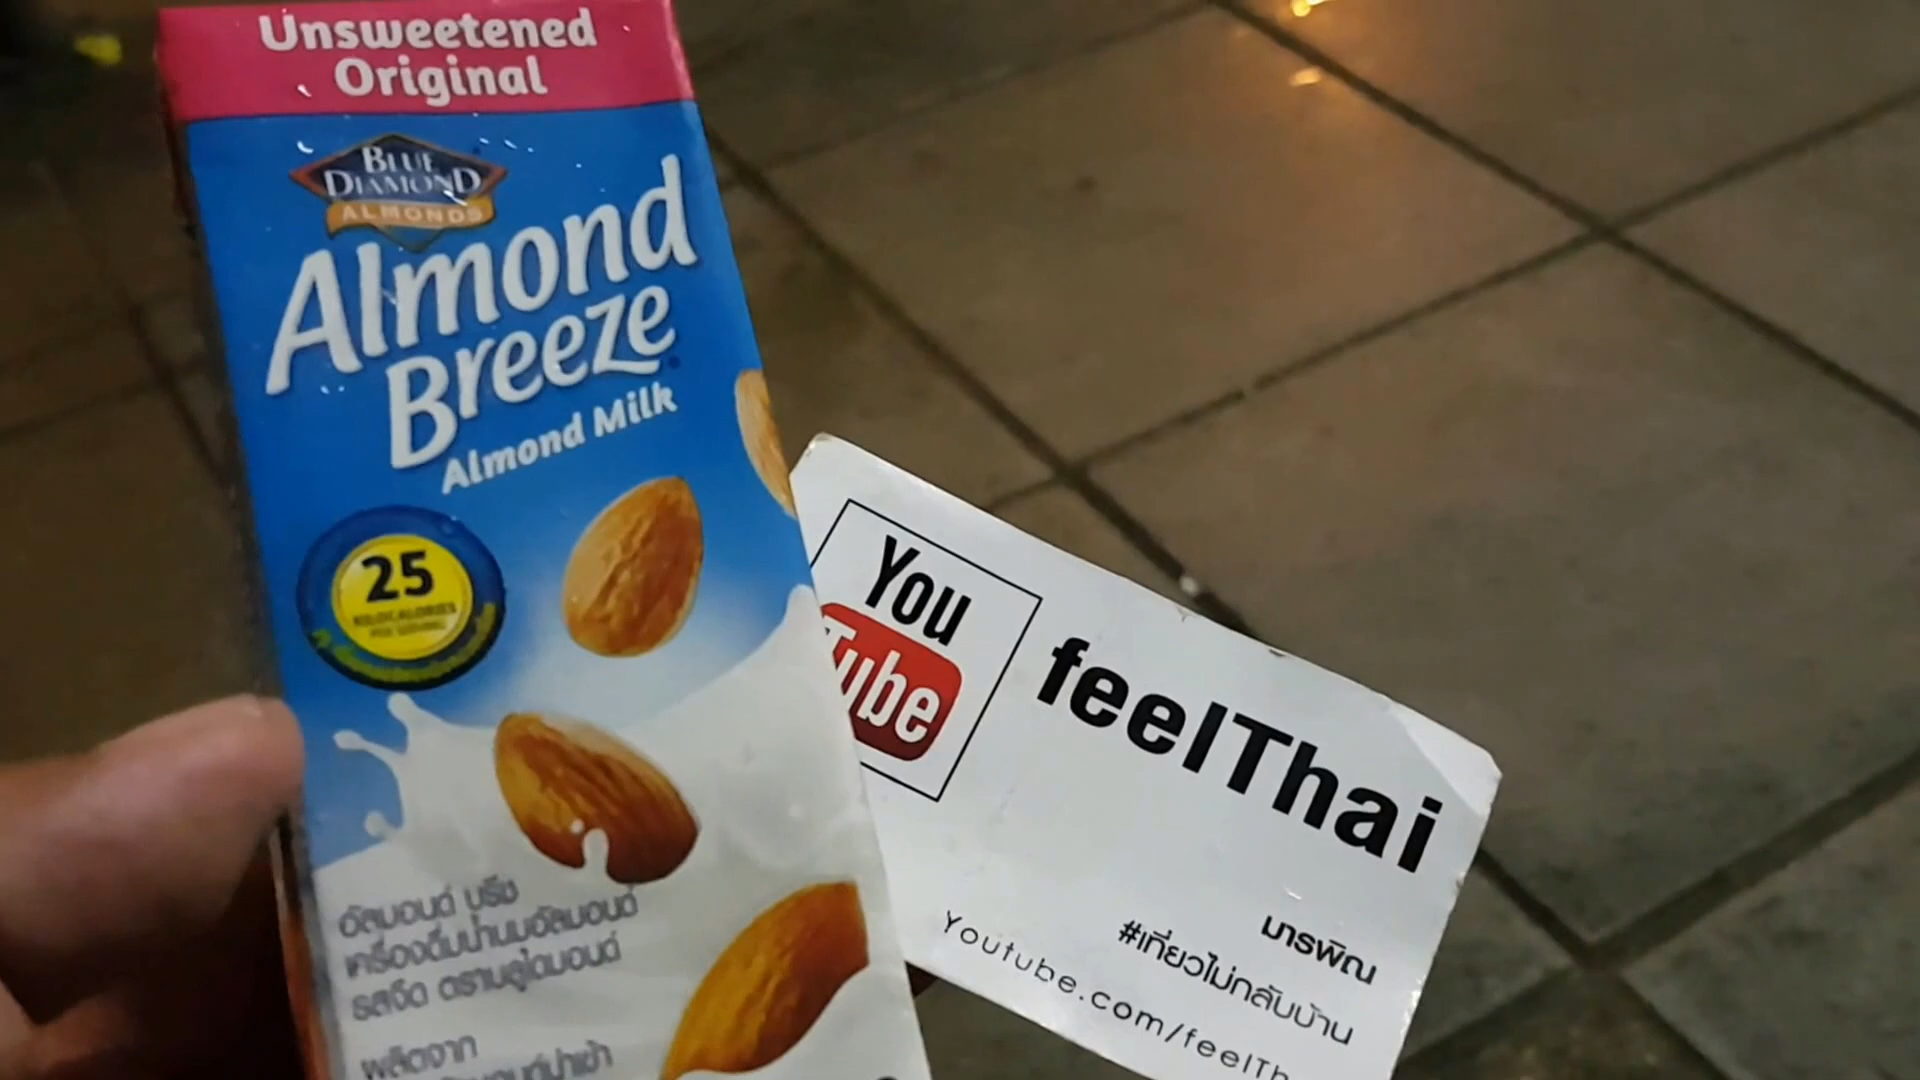 Unsweetened
Original
BLUE
DIAMOND
ALMONDS
Almond
Breeze
Almond Milk
25
KILOCALORIES
PER SERVING
อัลมอนด์ บรีซ
เครื่องดื่มน้ำนมอัลมอนด์
รสจืด ตราบลูไดมอนด์
ผลิตจาก
You
Tube
feelThai
มารพิณ
#เที่ยวไม่กลับบ้าน
Youtube.com/feelTh